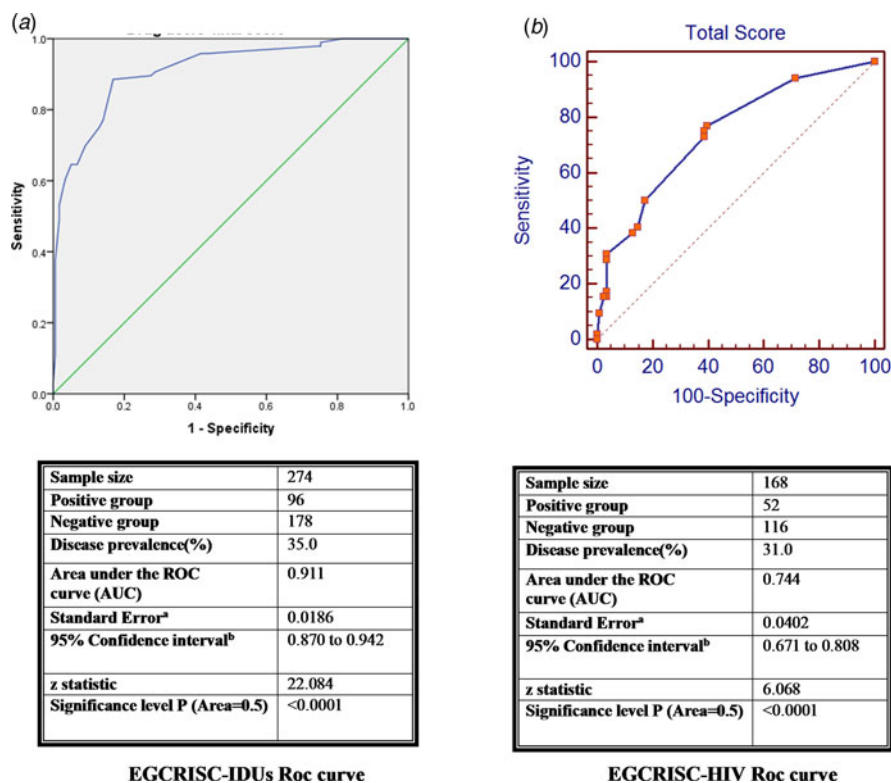 (a)
1.0
0.8
0.6
0.4
0.2
0.0
Sensitivity
0.0 0.2 0.4 0.6 0.8 1.0
1 - Specificity
Sample size 274
Positive group 96
Negative group 178
Disease prevalence(%) 35.0
Area under the ROC
curve (AUC) 0.911
Standard Errorᵃ 0.0186
95% Confidence intervalᵇ 0.870 to 0.942
z statistic 22.084
Significance level P (Area=0.5) <0.0001
EGCRISC-IDUs Roc curve
(b)
Total Score
100
80
60
40
20
0
Sensitivity
0 20 40 60 80 100
100-Specificity
Sample size 168
Positive group 52
Negative group 116
Disease prevalence(%) 31.0
Area under the ROC
curve (AUC) 0.744
Standard Errorᵃ 0.0402
95% Confidence intervalᵇ 0.671 to 0.808
z statistic 6.068
Significance level P (Area=0.5) <0.0001
EGCRISC-HIV Roc curve